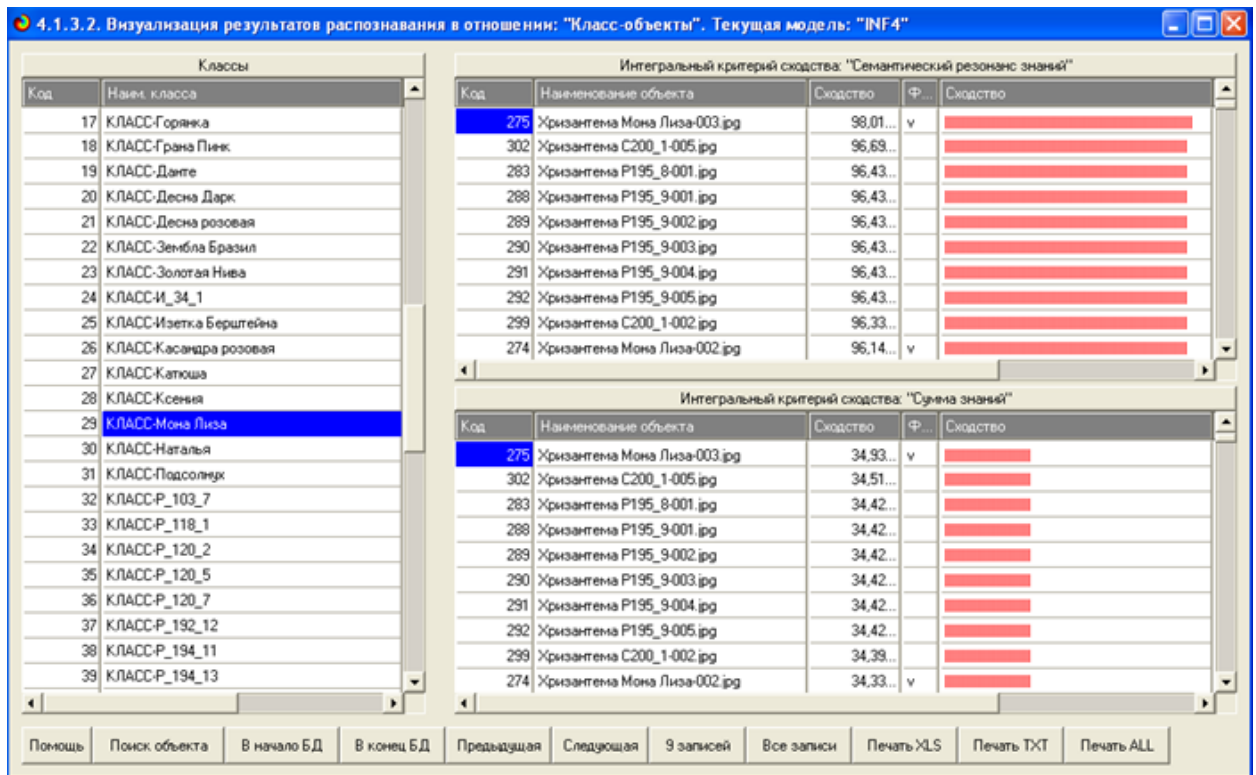 4.1.3.2. Визуализация результатов распознавания в отношении: "Класс-объекты". Текущая модель: "INF4"
Классы
Код Наим. класса
17 КЛАСС-Горянка
18 КЛАСС-Грана Пинк
19 КЛАСС-Данте
20 КЛАСС-Десна Дарк
21 КЛАСС-Десна розовая
22 КЛАСС-Зембла Бразил
23 КЛАСС-Золотая Нива
24 КЛАСС-И_34_1
25 КЛАСС-Изетка Берштейна
26 КЛАСС-Касандра розовая
27 КЛАСС-Катюша
28 КЛАСС-Ксения
29 КЛАСС-Мона Лиза
30 КЛАСС-Наталья
31 КЛАСС-Подсолнух
32 КЛАСС-Р_103_7
33 КЛАСС-Р_118_1
34 КЛАСС-Р_120_2
35 КЛАСС-Р_120_5
36 КЛАСС-Р_120_7
37 КЛАСС-Р_192_12
38 КЛАСС-Р_194_11
39 КЛАСС-Р_194_13
Интегральный критерий сходства: "Семантический резонанс знаний"
Код Наименование объекта Сходство Ф... Сходство
275 Хризантема Мона Лиза-003.jpg 98,01... v
302 Хризантема С200_1-005.jpg 96,69...
283 Хризантема Р195_8-001.jpg 96,43...
288 Хризантема Р195_9-001.jpg 96,43...
289 Хризантема Р195_9-002.jpg 96,43...
290 Хризантема Р195_9-003.jpg 96,43...
291 Хризантема Р195_9-004.jpg 96,43...
292 Хризантема Р195_9-005.jpg 96,43...
299 Хризантема С200_1-002.jpg 96,33...
274 Хризантема Мона Лиза-002.jpg 96,14... v
Интегральный критерий сходства: "Сумма знаний"
Код Наименование объекта Сходство Ф... Сходство
275 Хризантема Мона Лиза-003.jpg 34,93... v
302 Хризантема С200_1-005.jpg 34,51...
283 Хризантема Р195_8-001.jpg 34,42...
288 Хризантема Р195_9-001.jpg 34,42...
289 Хризантема Р195_9-002.jpg 34,42...
290 Хризантема Р195_9-003.jpg 34,42...
291 Хризантема Р195_9-004.jpg 34,42...
292 Хризантема Р195_9-005.jpg 34,42...
299 Хризантема С200_1-002.jpg 34,39...
274 Хризантема Мона Лиза-002.jpg 34,33... v
Помощь Поиск объекта В начало БД В конец БД Предыдущая Следующая 9 записей Все записи Печать XLS Печать TXT Печать ALL